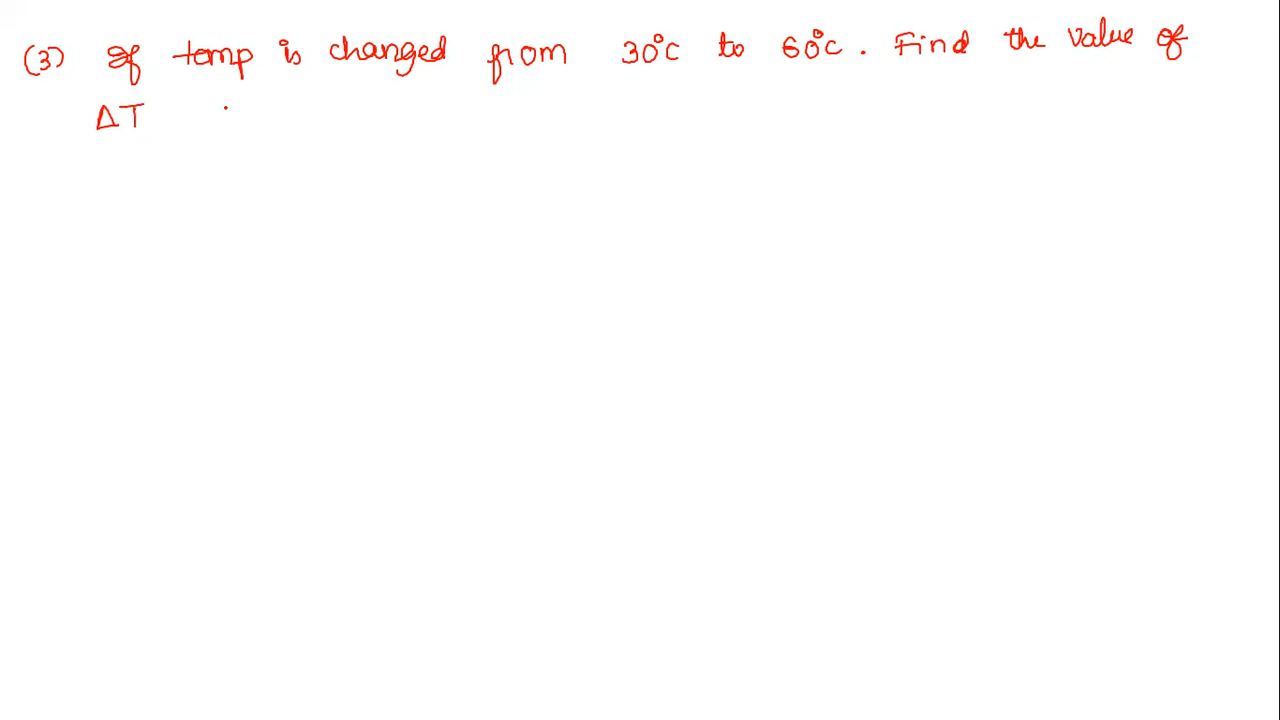 (3) If temp is changed from 30°C to 60°C. Find the value of
ΔT